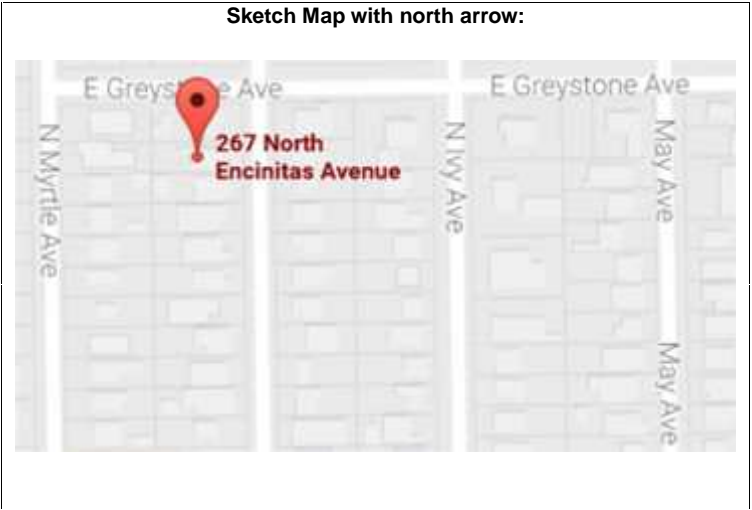 Sketch Map with north arrow:
E Greys e Ave
E Greystone Ave
267 North
Encinitas Avenue
N Myrtle Ave
N Ivy Ave
May Ave
May Ave